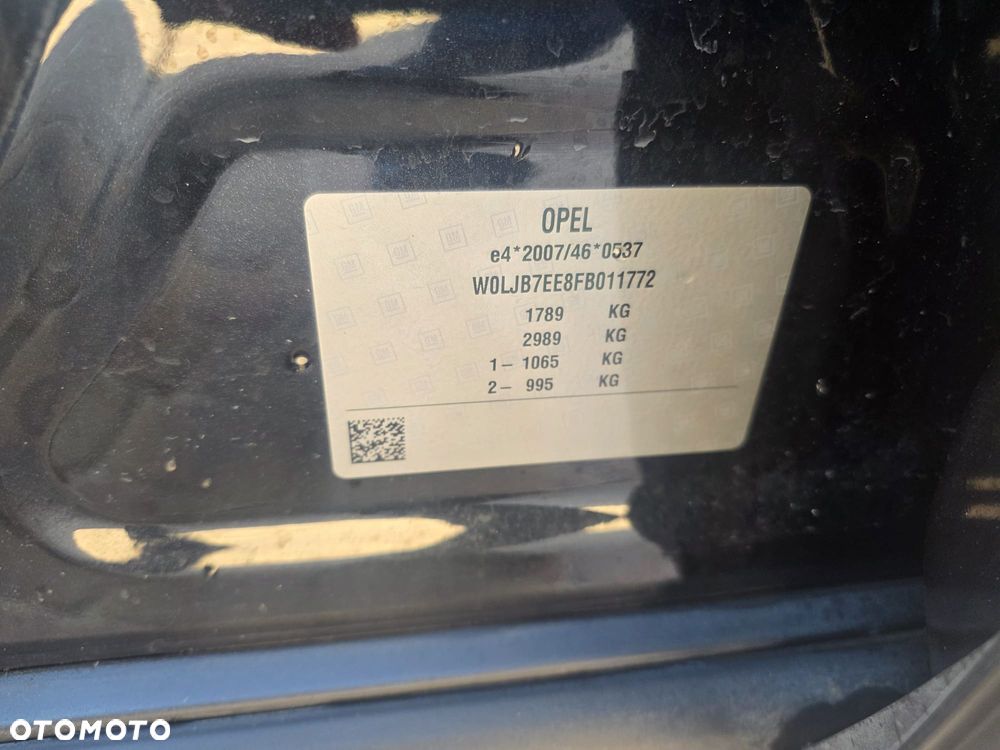 OPEL
e4*2007/46*0537
W0LJB7EE8FB011772
1789 KG
2989 KG
1– 1065 KG
2– 995 KG
OTOMOTO